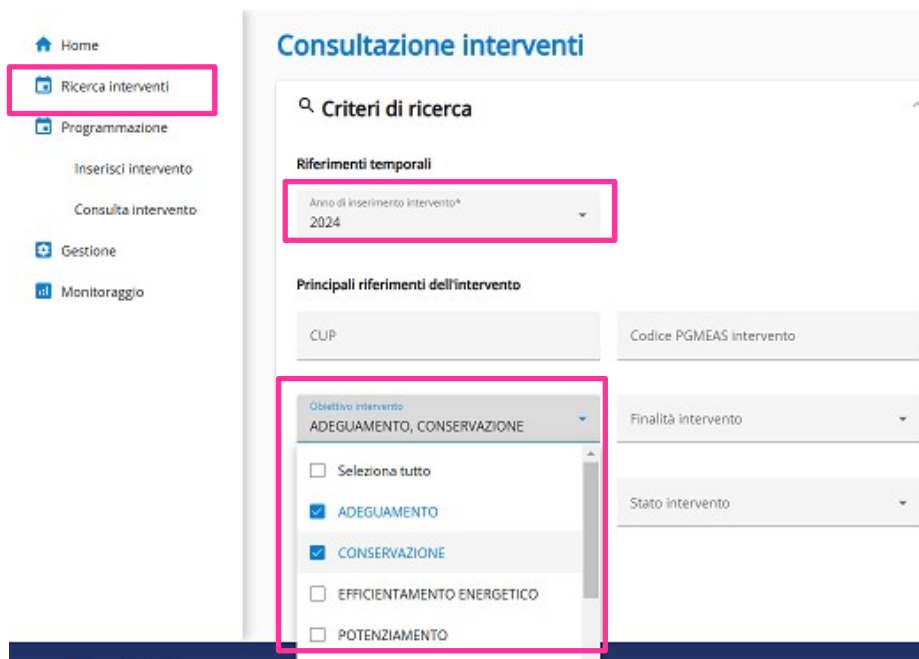 Home
Ricerca interventi
Programmazione
Inserisci intervento
Consulta intervento
Gestione
Monitoraggio
Consultazione interventi
Criteri di ricerca
Riferimenti temporali
Anno di inserimento intervento*
2024
Principali riferimenti dell'intervento
CUP
Codice PGMEAS intervento
Obiettivo intervento
ADEGUAMENTO, CONSERVAZIONE
Finalità intervento
Seleziona tutto
ADEGUAMENTO
Stato intervento
CONSERVAZIONE
EFFICIENTAMENTO ENERGETICO
POTENZIAMENTO